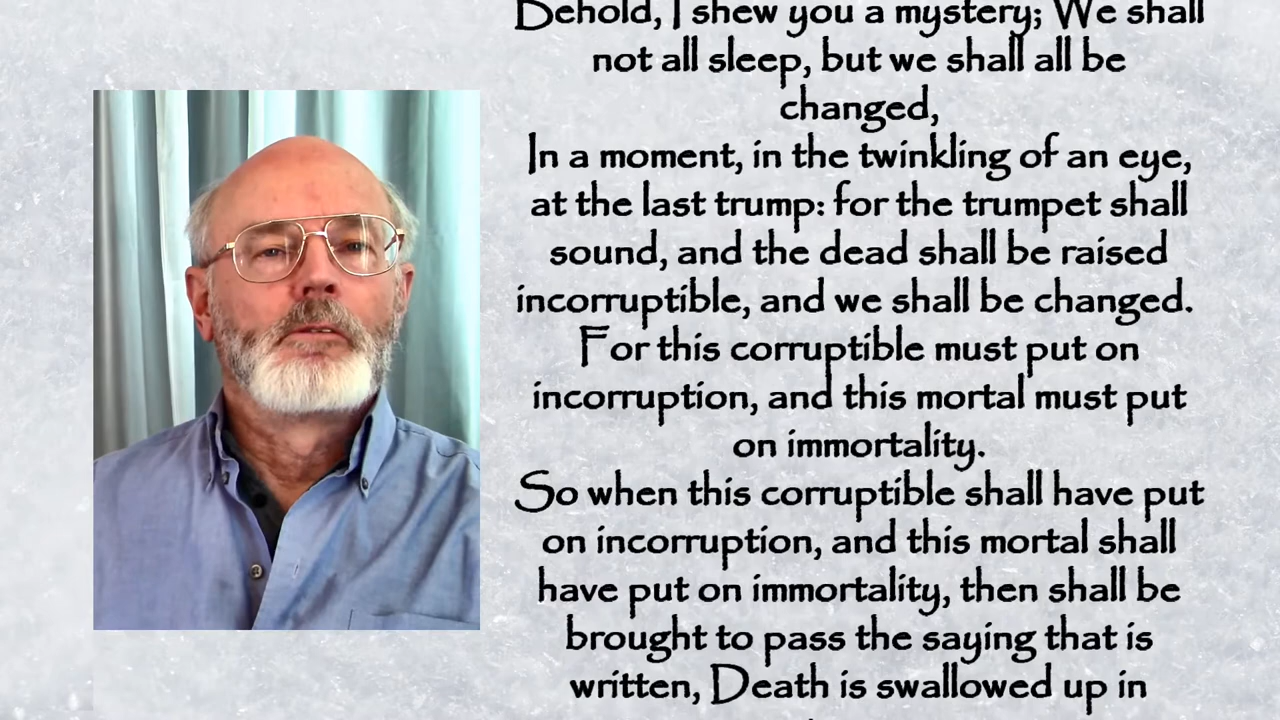 Behold, I shew you a mystery; We shall
not all sleep, but we shall all be
changed,
In a moment, in the twinkling of an eye,
at the last trump: for the trumpet shall
sound, and the dead shall be raised
incorruptible, and we shall be changed.
For this corruptible must put on
incorruption, and this mortal must put
on immortality.
So when this corruptible shall have put
on incorruption, and this mortal shall
have put on immortality, then shall be
brought to pass the saying that is
written, Death is swallowed up in